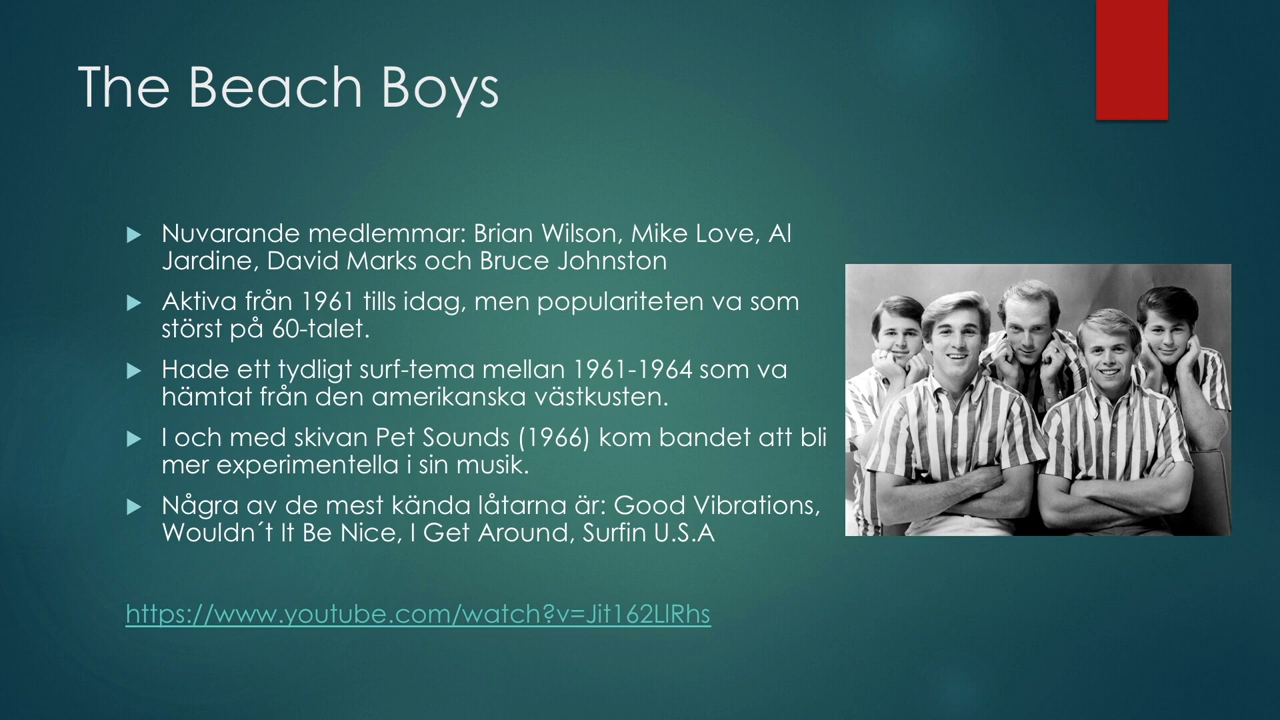 The Beach Boys
Nuvarande medlemmar: Brian Wilson, Mike Love, Al
Jardine, David Marks och Bruce Johnston
Aktiva från 1961 tills idag, men populariteten va som
störst på 60-talet.
Hade ett tydligt surf-tema mellan 1961-1964 som va
hämtat från den amerikanska västkusten.
I och med skivan Pet Sounds (1966) kom bandet att bli
mer experimentella i sin musik.
Några av de mest kända låtarna är: Good Vibrations,
Wouldn´t It Be Nice, I Get Around, Surfin U.S.A
https://www.youtube.com/watch?v=Jit162LlRhs